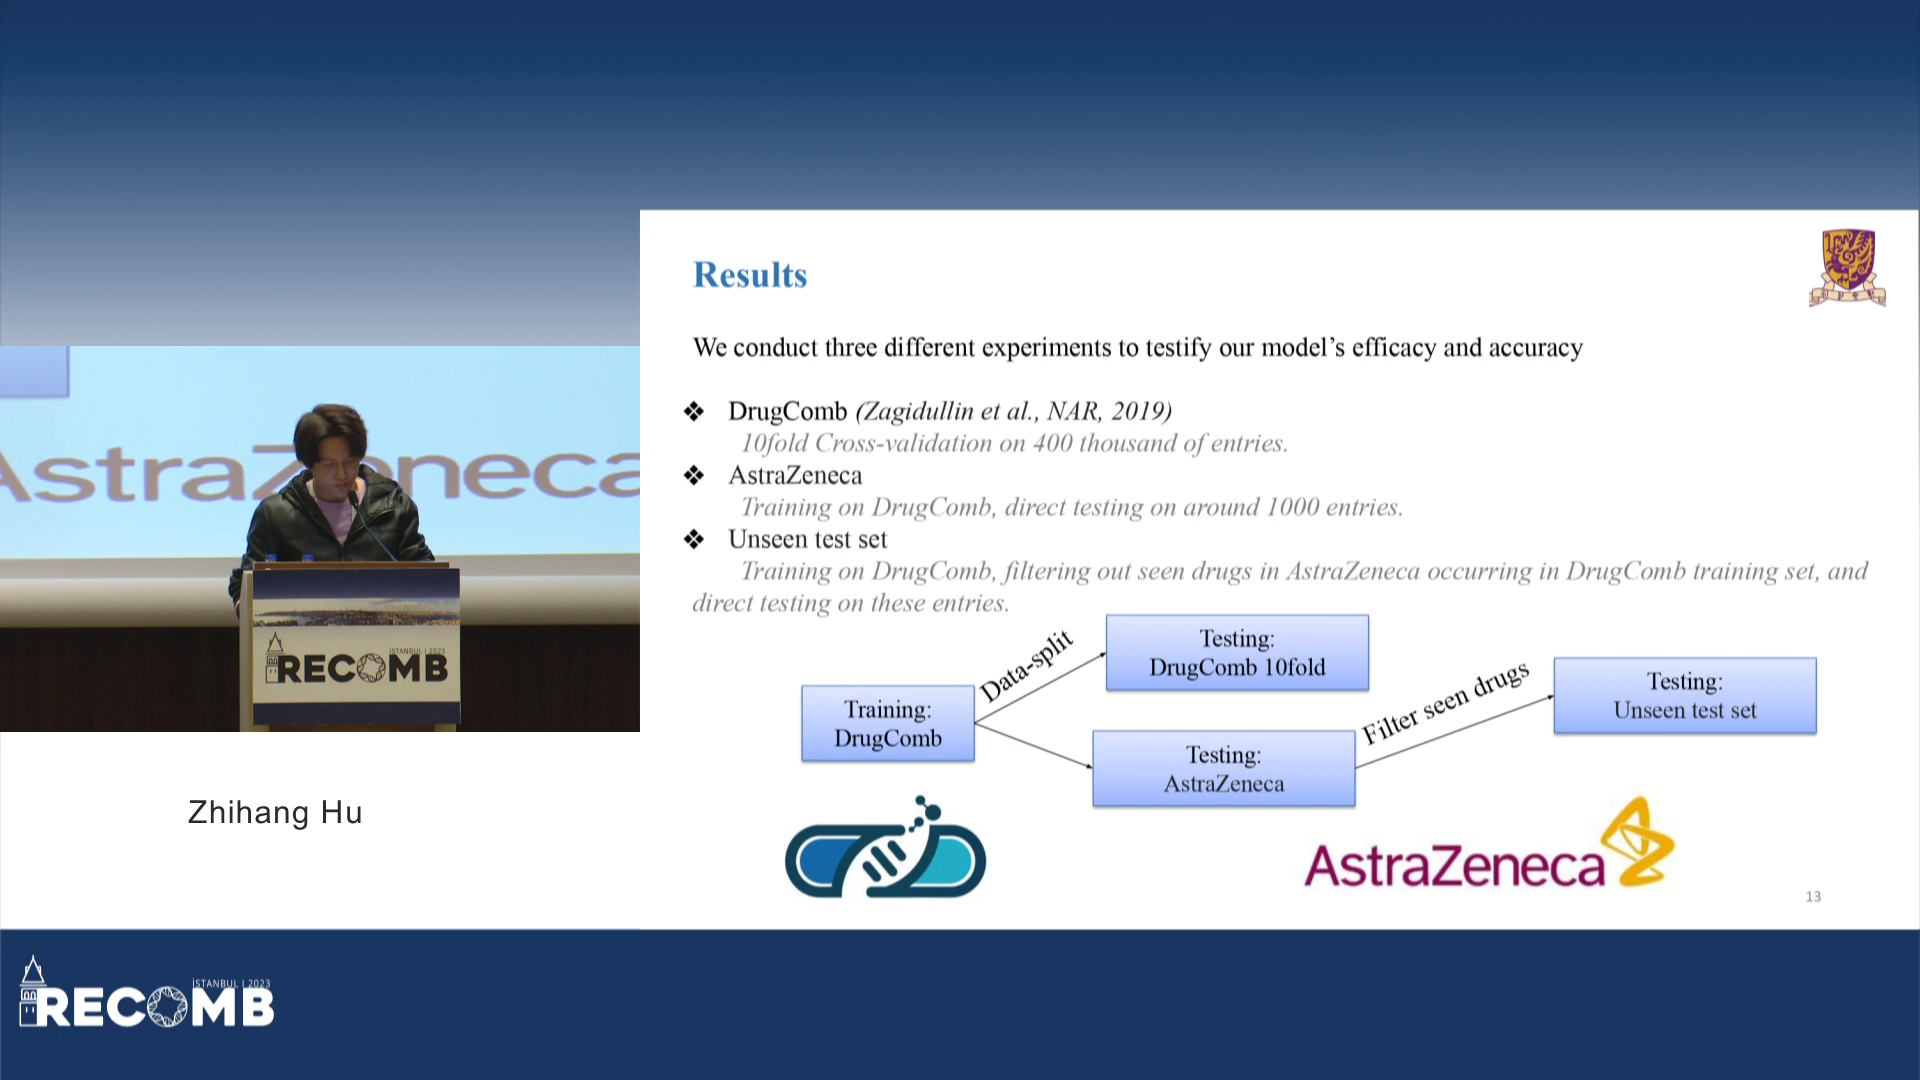 Results
We conduct three different experiments to testify our model’s efficacy and accuracy
❖ DrugComb (Zagidullin et al., NAR, 2019)
10fold Cross-validation on 400 thousand of entries.
❖ AstraZeneca
Training on DrugComb, direct testing on around 1000 entries.
❖ Unseen test set
Training on DrugComb, filtering out seen drugs in AstraZeneca occurring in DrugComb training set, and
direct testing on these entries.
Training:
DrugComb
Data-split
Testing:
DrugComb 10fold
Testing:
AstraZeneca
Filter seen drugs
Testing:
Unseen test set
AstraZeneca
13
AstraZeneca
ISTANBUL | 2023
RECOMB
Zhihang Hu
İSTANBUL | 2023
RECOMB